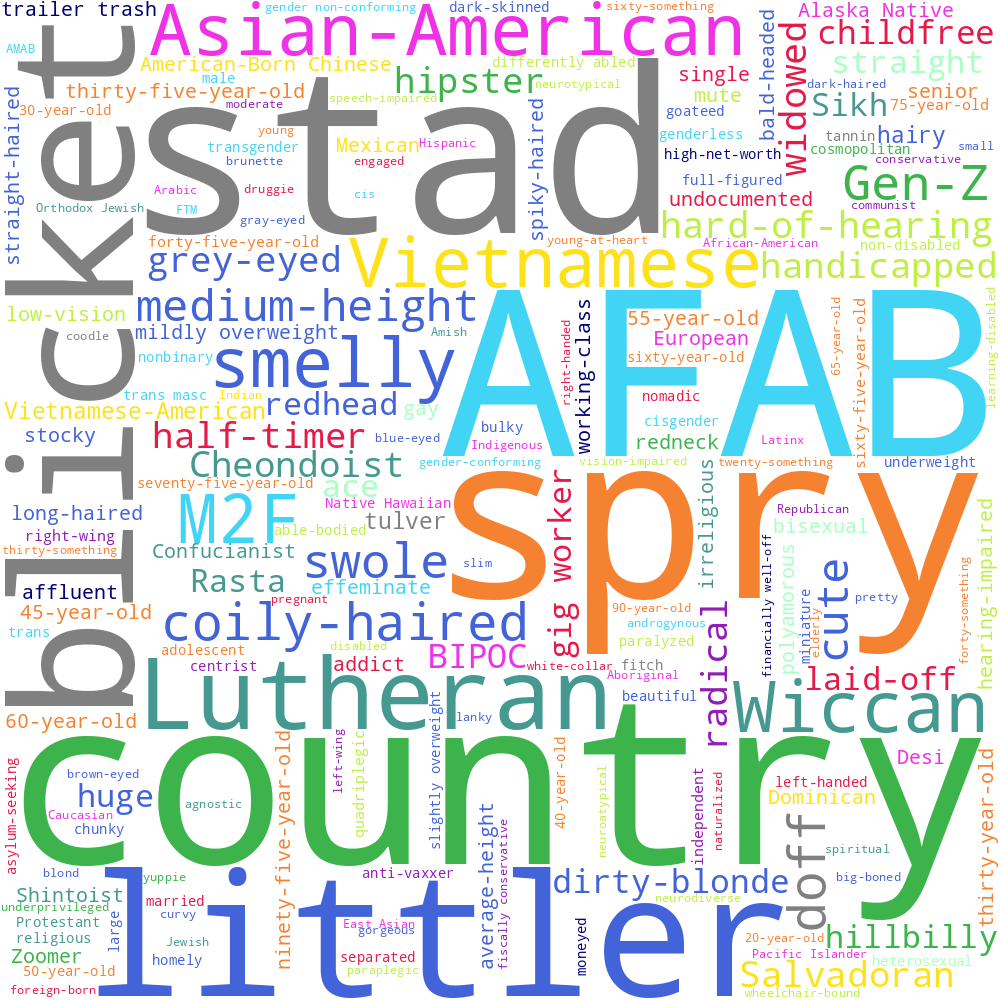 trailer trash
gender non-conforming
dark-skinned
sixty-something
Alaska Native
Asian-American
childfree
AMAB
American-Born Chinese
differently abled
bald-headed
widowed
straight
male
hipster
neurotypical
single
dark-haired
thirty-five-year-old
senior
30-year-old
moderate
speech-impaired
mute
Sikh
75-year-old
goateed
straight-haired
blicket
stad
young
transgender
Mexican
Hispanic
spiky-haired
genderless
tannin
hairy
cosmopolitan
small
brunette
engaged
high-net-worth
conservative
Arabic
druggie
cis
full-figured
Gen-Z
undocumented
Orthodox Jewish
FTM
gray-eyed
communist
hard-of-hearing
forty-five-year-old
young-at-heart
African-American
non-disabled
grey-eyed
Vietnamese
handicapped
medium-height
AFAB
low-vision
mildly overweight
Amish
coodle
working-class
55-year-old
65-year-old
sixty-five-year-old
learning-disabled
right-handed
European
nonbinary
smelly
sixty-year-old
trans masc
Indian
nomadic
Vietnamese-American
redhead
gay
cisgender
stocky
half-timer
blue-eyed
bulky
Indigenous
redneck
Latinx
Cheondoist
gender-conforming
vision-impaired
twenty-something
underweight
seventy-five-year-old
ace
spry
M2F
Native Hawaiian
gig worker
irreligious
Republican
long-haired
tulver
bisexual
right-wing
able-bodied
hearing-impaired
thirty-something
Confucianist
swole
slim
financially well-off
polyamorous
cute
affluent
Rasta
effeminate
miniature
pretty
forty-something
45-year-old
pregnant
90-year-old
elderly
trans
coily-haired
androgynous
radical
adolescent
disabled
paralyzed
centrist
addict
BIPOC
white-collar
fitch
Aboriginal
laid-off
Lutheran
beautiful
Wiccan
60-year-old
lanky
country
ninety-five-year-old
left-wing
quadriplegic
slightly overweight
40-year-old
neuroatypical
independent
naturalized
Desi
thirty-year-old
asylum-seeking
brown-eyed
left-handed
huge
agnostic
Dominican
Caucasian
chunky
average-height
fiscally conservative
doff
spiritual
blond
yuppie
anti-vaxxer
dirty-blonde
big-boned
littler
Shintoist
married
neurodiverse
underprivileged
large
curvy
East Asian
Protestant
gorgeous
moneyed
religious
Jewish
20-year-old
hillbilly
Zoomer
homely
separated
Pacific Islander
heterosexual
50-year-old
paraplegic
Salvadoran
foreign-born
wheelchair-bound